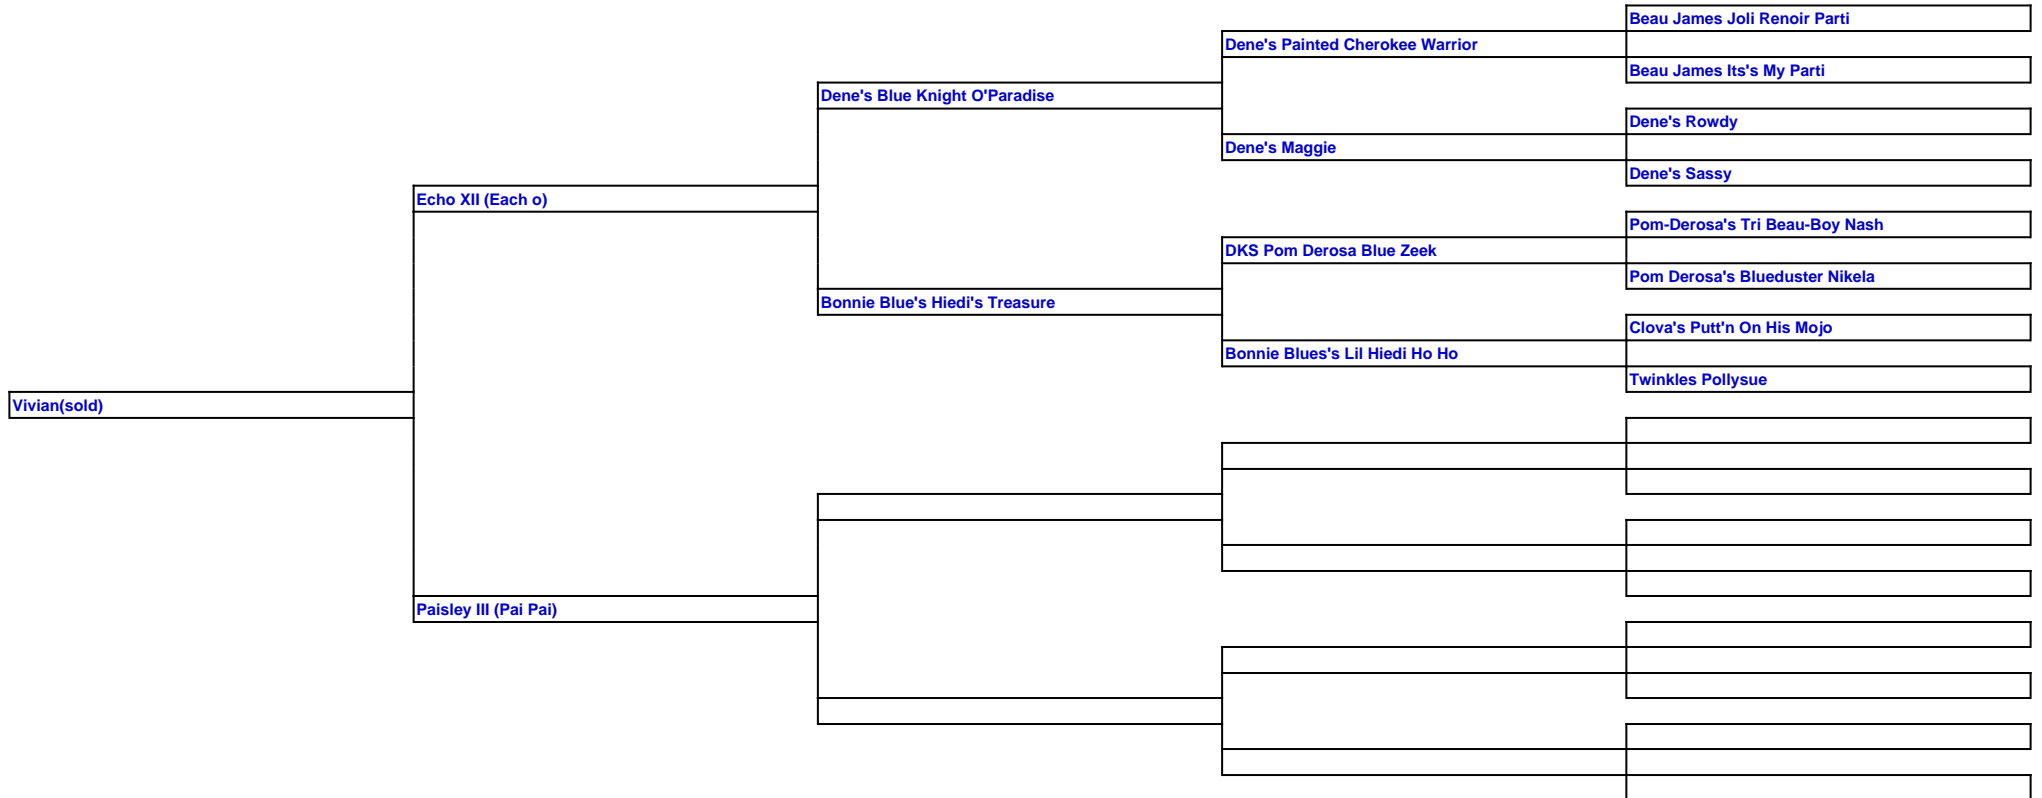 Beau James Joli Renoir Parti
Dene's Painted Cherokee Warrior
Beau James Its's My Parti
Dene's Blue Knight O'Paradise
Dene's Rowdy
Dene's Maggie
Dene's Sassy
Echo XII (Each o)
Pom-Derosa's Tri Beau-Boy Nash
DKS Pom Derosa Blue Zeek
Pom Derosa's Blueduster Nikela
Bonnie Blue's Hiedi's Treasure
Clova's Putt'n On His Mojo
Bonnie Blues's Lil Hiedi Ho Ho
Twinkles Pollysue
Vivian(sold)
Paisley III (Pai Pai)